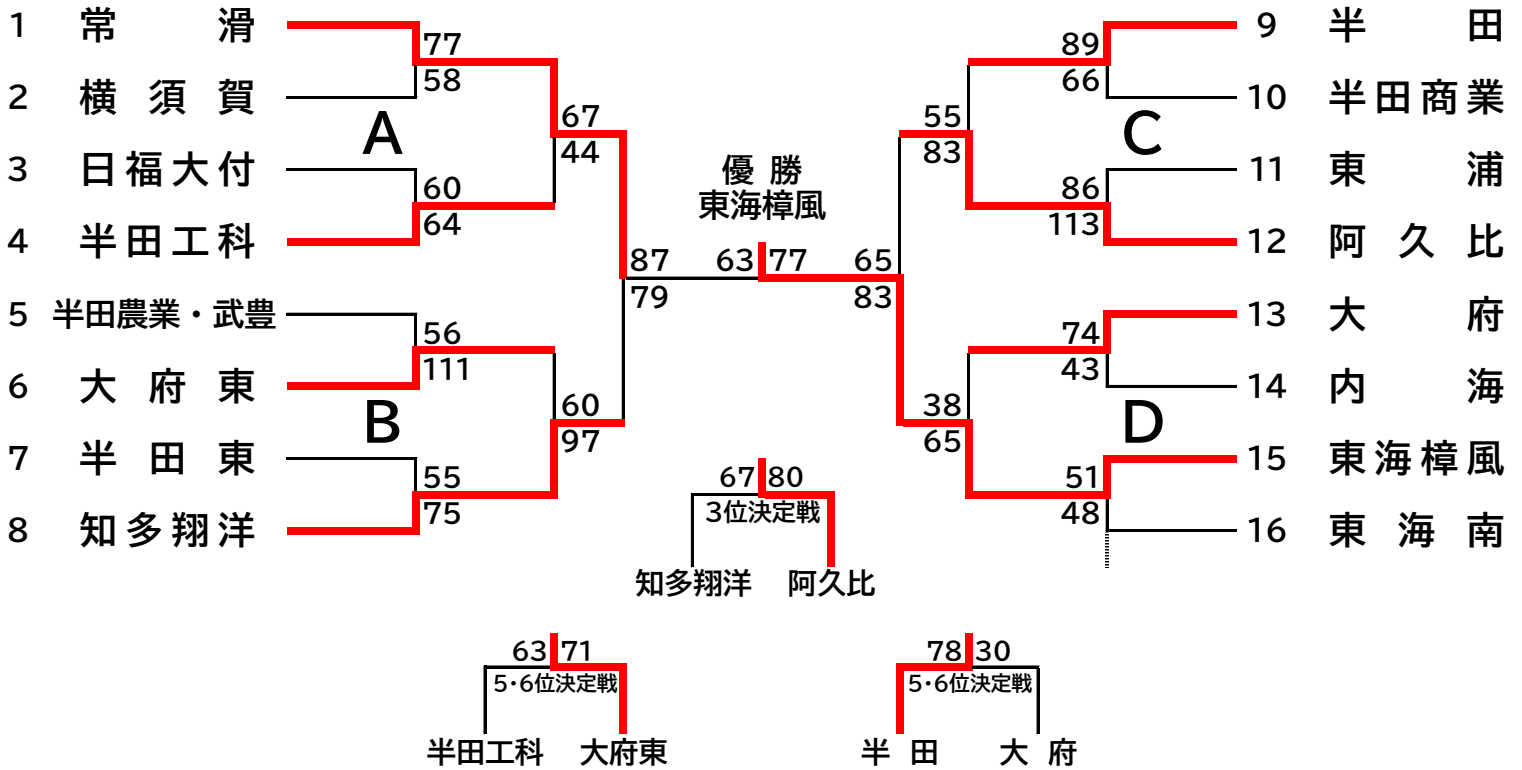 1 常滑
77
58
2 横須賀
A
67
44
3 日福大付
60
64
4 半田工科
87
79
5 半田農業・武豊
56
111
6 大府東
B
60
97
7 半田東
55
75
8 知多翔洋
優勝
東海樟風
63 77
9 半田
89
66
10 半田商業
C
55
83
11 東浦
86
113
12 阿久比
65
83
13 大府
74
43
14 内海
D
38
65
15 東海樟風
51
48
16 東海南
67 80
3位決定戦
知多翔洋 阿久比
63 71
5・6位決定戦
半田工科 大府東
78 30
5・6位決定戦
半田 大府